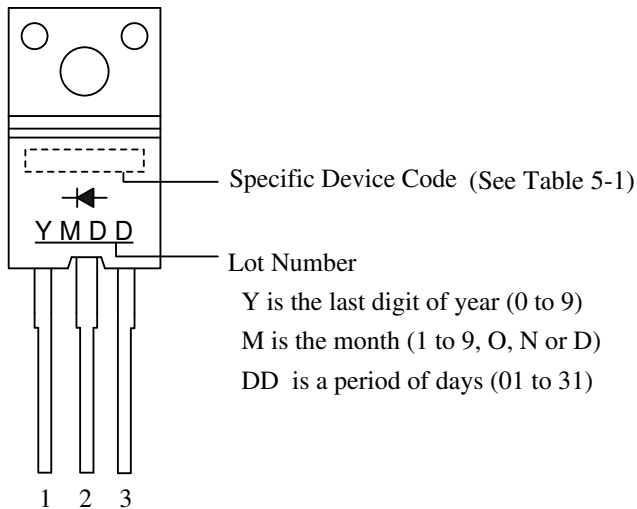 Specific Device Code (See Table 5-1)
Y M D D
Lot Number
Y is the last digit of year (0 to 9)
M is the month (1 to 9, O, N or D)
DD is a period of days (01 to 31)
1 2 3